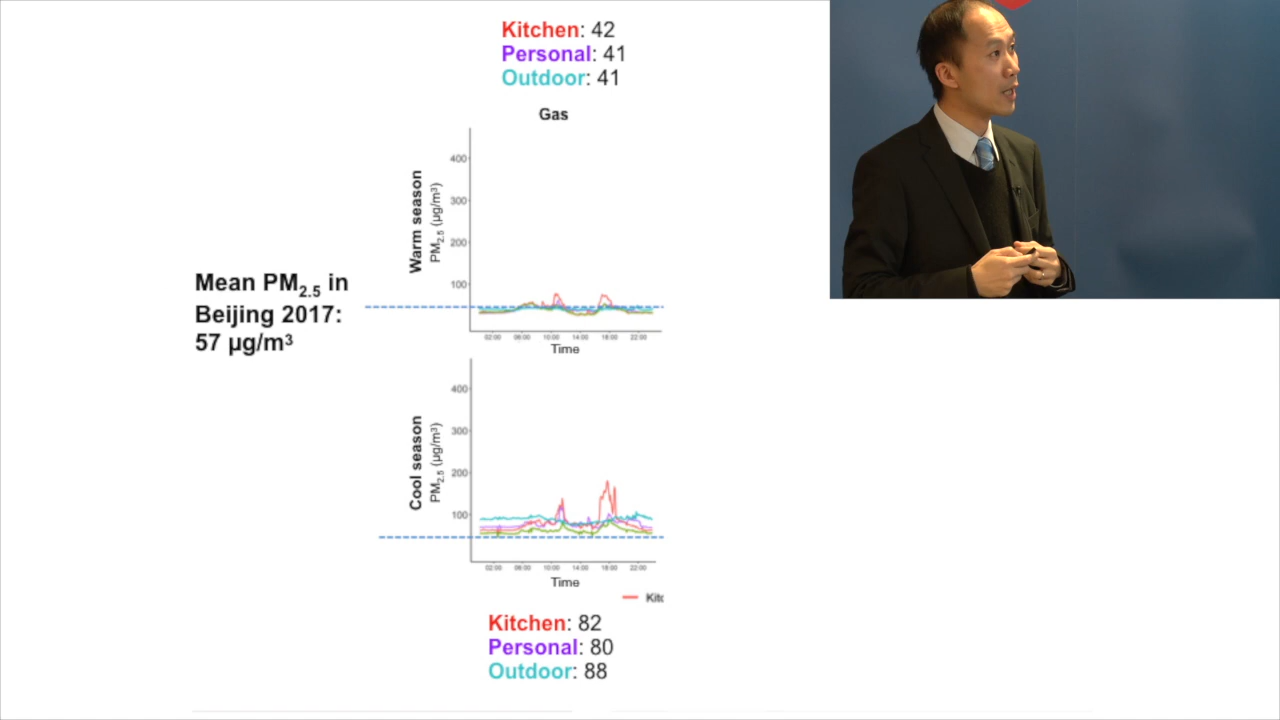 Kitchen: 42
Personal: 41
Outdoor: 41
Gas
Warm season
PM2.5 (µg/m³)
400
300
200
100
02:00 06:00 10:00 14:00 18:00 22:00
Time
Mean PM2.5 in
Beijing 2017:
57 µg/m³
Cool season
PM2.5 (µg/m³)
400
300
200
100
02:00 06:00 10:00 14:00 18:00 22:00
Time
Kitc
Kitchen: 82
Personal: 80
Outdoor: 88